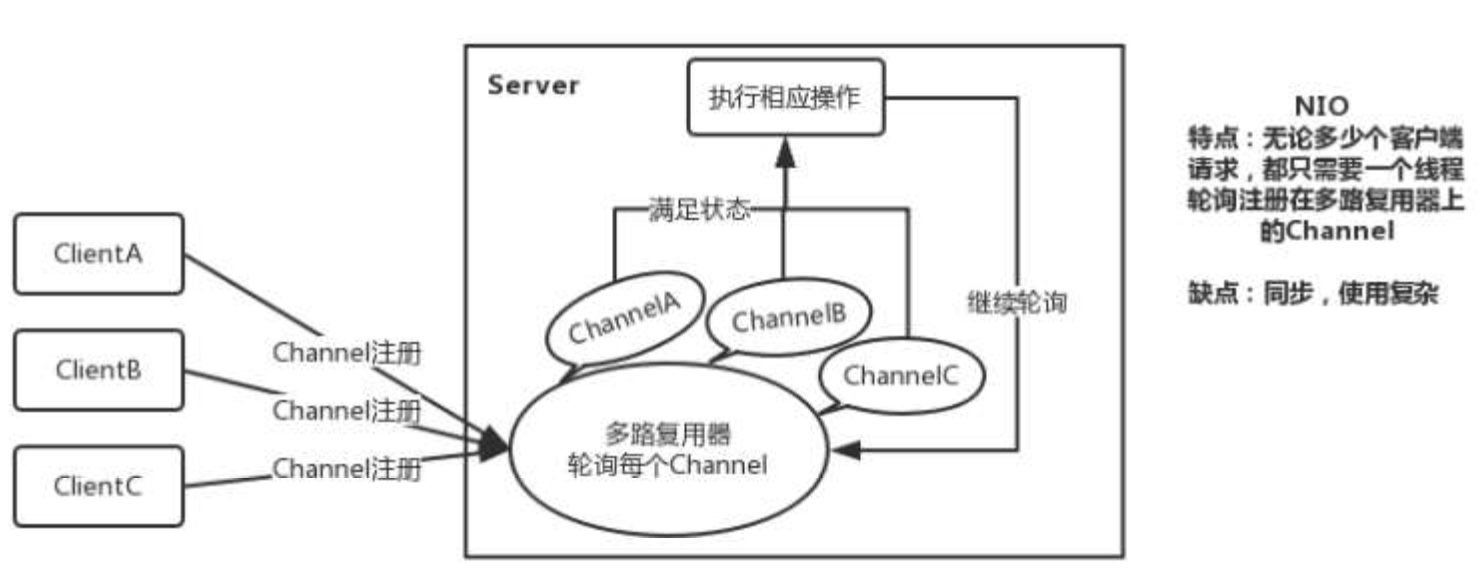 Server
执行相应操作
满足状态
ClientA
ClientB
ClientC
Channel注册
Channel注册
Channel注册
ChannelA
ChannelB
ChannelC
多路复用器
轮询每个Channel
继续轮询
NIO
特点：无论多少个客户端
请求，都只需要一个线程
轮询注册在多路复用器上
的Channel
缺点：同步，使用复杂